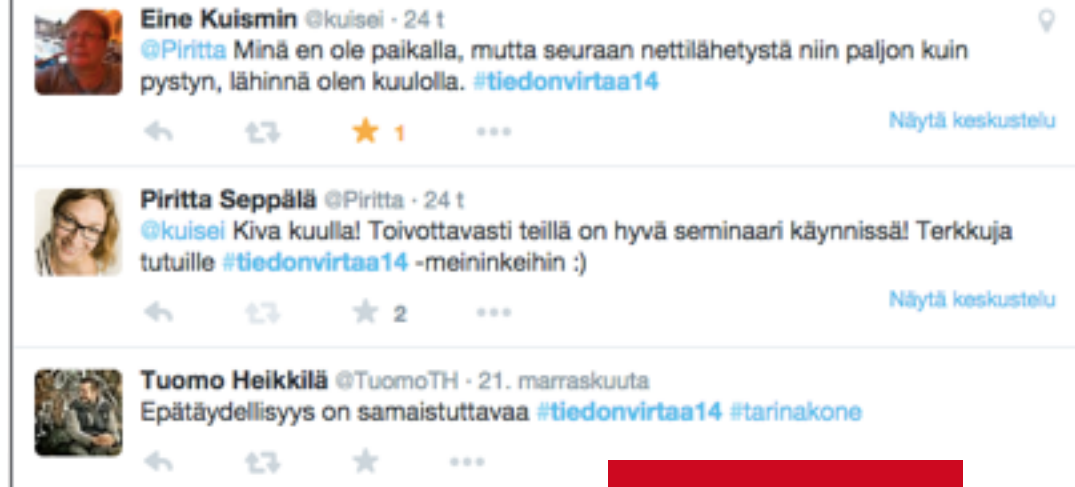 Eine Kuismin @kuisei · 24 t
@Piritta Minä en ole paikalla, mutta seuraan nettilähetystä niin paljon kuin
pystyn, lähinnä olen kuulolla. #tiedonvirtaa14
1
Näytä keskustelu
Piritta Seppälä @Piritta · 24 t
@kuisei Kiva kuulla! Toivottavasti teillä on hyvä seminaari käynnissä! Terkkuja
tutuille #tiedonvirtaa14 -meininkeihin :)
2
Näytä keskustelu
Tuomo Heikkilä @TuomoTH · 21. marraskuuta
Epätäydellisyys on samaistuttavaa #tiedonvirtaa14 #tarinakone